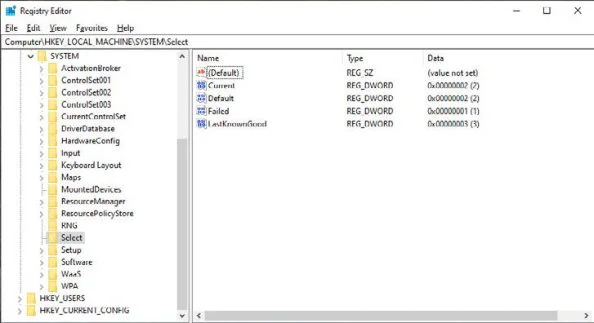 Registry Editor
File Edit View Favorites Help
Computer\HKEY_LOCAL_MACHINE\SYSTEM\Select
SYSTEM
ActivationBroker
ControlSet001
ControlSet002
ControlSet003
CurrentControlSet
DriverDatabase
HardwareConfig
Input
Keyboard Layout
Maps
MountedDevices
ResourceManager
ResourcePolicyStore
RNG
Select
Setup
Software
WaaS
WPA
HKEY_USERS
HKEY_CURRENT_CONFIG
Name Type Data
(Default) REG_SZ (value not set)
Current REG_DWORD 0x00000002 (2)
Default REG_DWORD 0x00000002 (2)
Failed REG_DWORD 0x00000001 (1)
LastKnownGood REG_DWORD 0x00000003 (3)